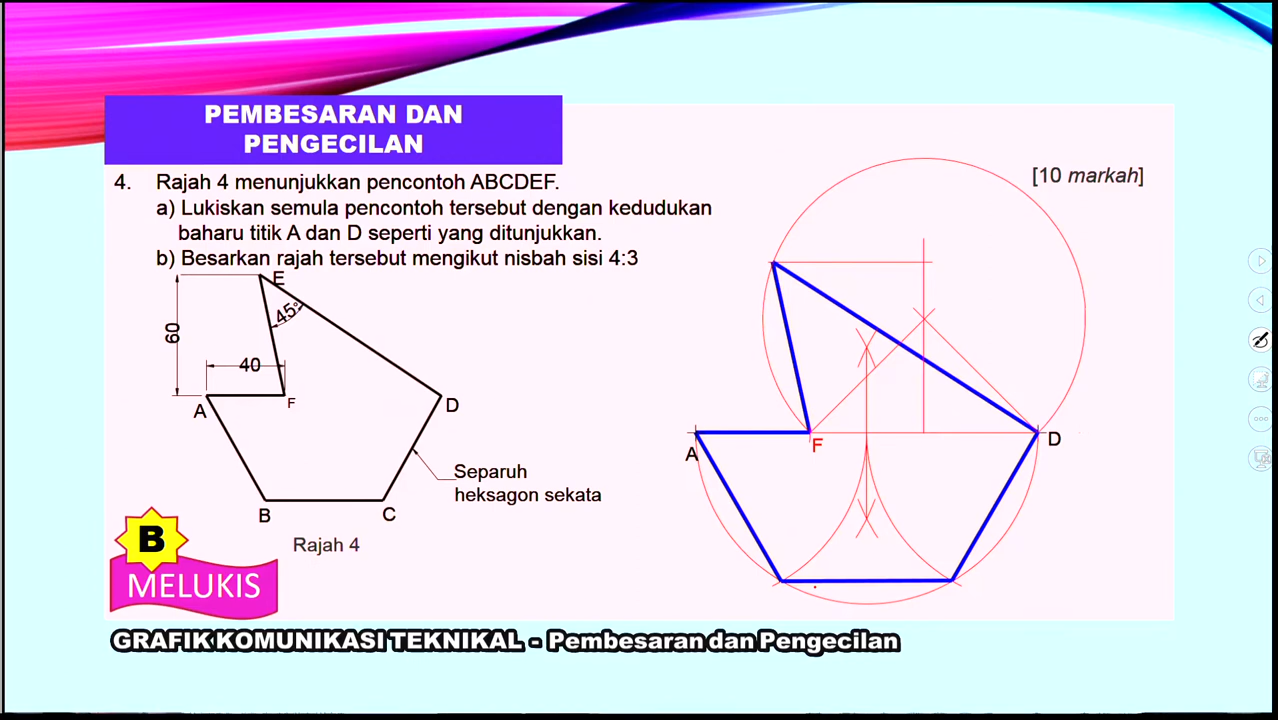 PEMBESARAN DAN
PENGECILAN
4. Rajah 4 menunjukkan pencontoh ABCDEF.
[10 markah]
a) Lukiskan semula pencontoh tersebut dengan kedudukan
baharu titik A dan D seperti yang ditunjukkan.
b) Besarkan rajah tersebut mengikut nisbah sisi 4:3
E
45°
60
40
A
F
D
Separuh
heksagon sekata
B
C
Rajah 4
A
F
D
B
MELUKIS
GRAFIK KOMUNIKASI TEKNIKAL - Pembesaran dan Pengecilan